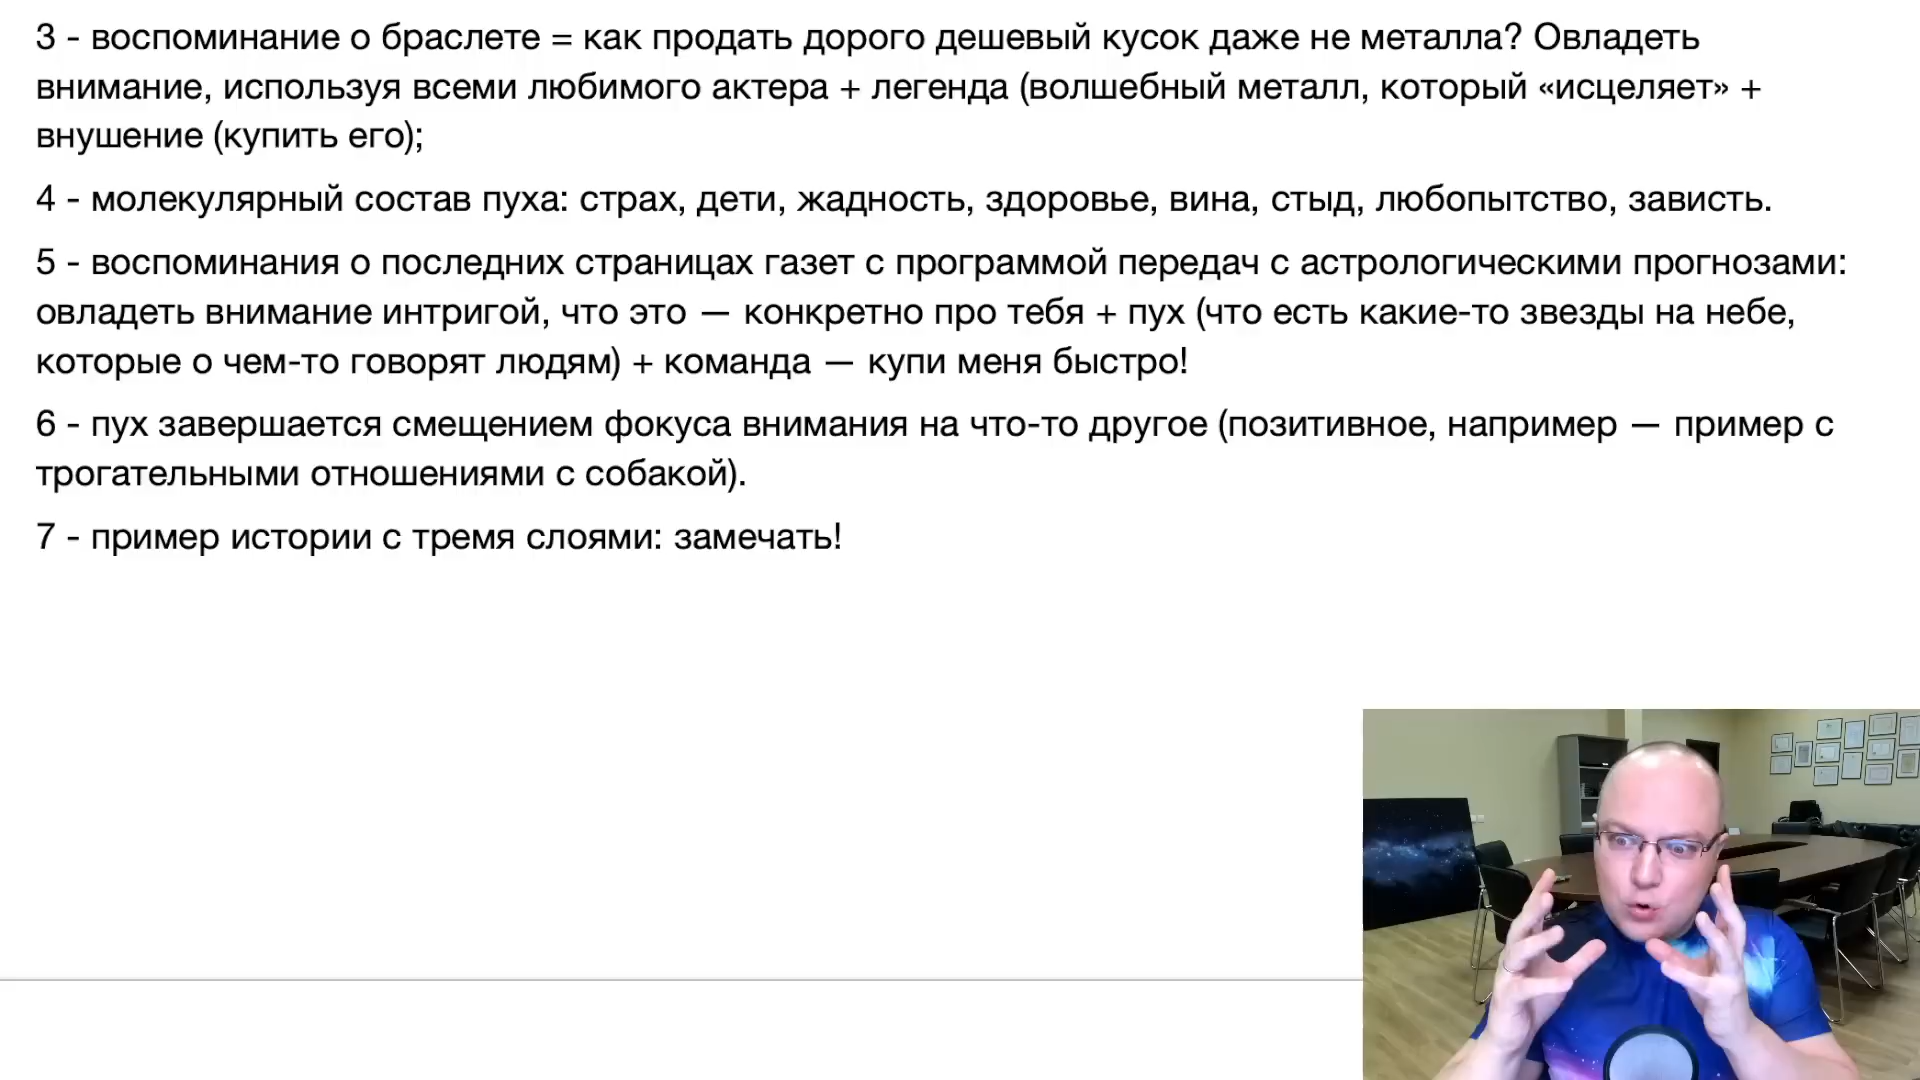 3 - воспоминание о браслете = как продать дорого дешевый кусок даже не металла? Овладеть
внимание, используя всеми любимого актера + легенда (волшебный металл, который «исцеляет» +
внушение (купить его);
4 - молекулярный состав пуха: страх, дети, жадность, здоровье, вина, стыд, любопытство, зависть.
5 - воспоминания о последних страницах газет с программой передач с астрологическими прогнозами:
овладеть внимание интригой, что это — конкретно про тебя + пух (что есть какие-то звезды на небе,
которые о чем-то говорят людям) + команда — купи меня быстро!
6 - пух завершается смещением фокуса внимания на что-то другое (позитивное, например — пример с
трогательными отношениями с собакой).
7 - пример истории с тремя слоями: замечать!